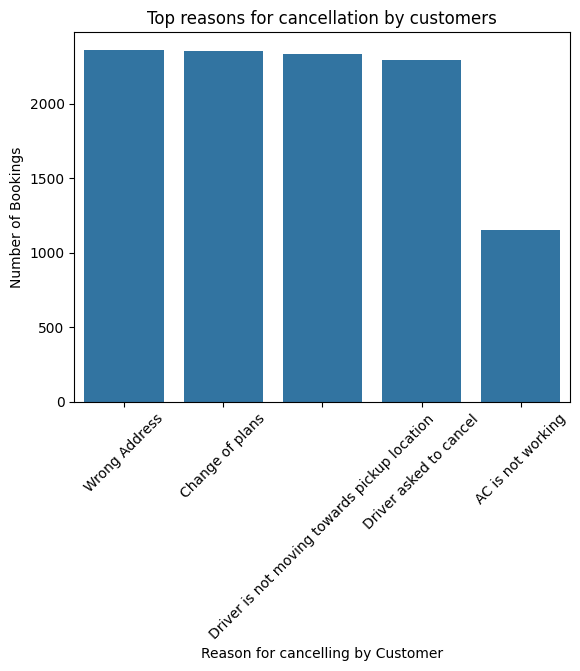 Top reasons for cancellation by customers
Number of Bookings
2000
1500
1000
500
0
Wrong Address
Change of plans
Driver is not moving towards pickup location
Driver asked to cancel
AC is not working
Reason for cancelling by Customer